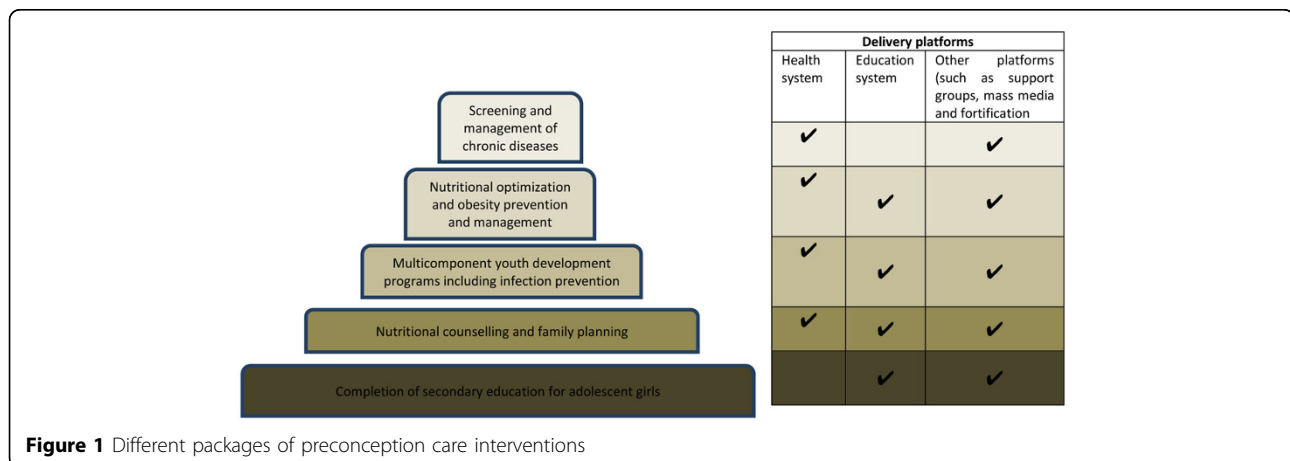 Delivery platforms
Health
system
Education
system
Other platforms
(such as support
groups, mass media
and fortification
Screening and
management of
chronic diseases
✔ ✔
Nutritional optimization
and obesity prevention
and management
✔ ✔ ✔
Multicomponent youth development
programs including infection prevention
✔ ✔ ✔
Nutritional counselling and family planning
✔ ✔ ✔
Completion of secondary education for adolescent girls
✔ ✔
Figure 1 Different packages of preconception care interventions